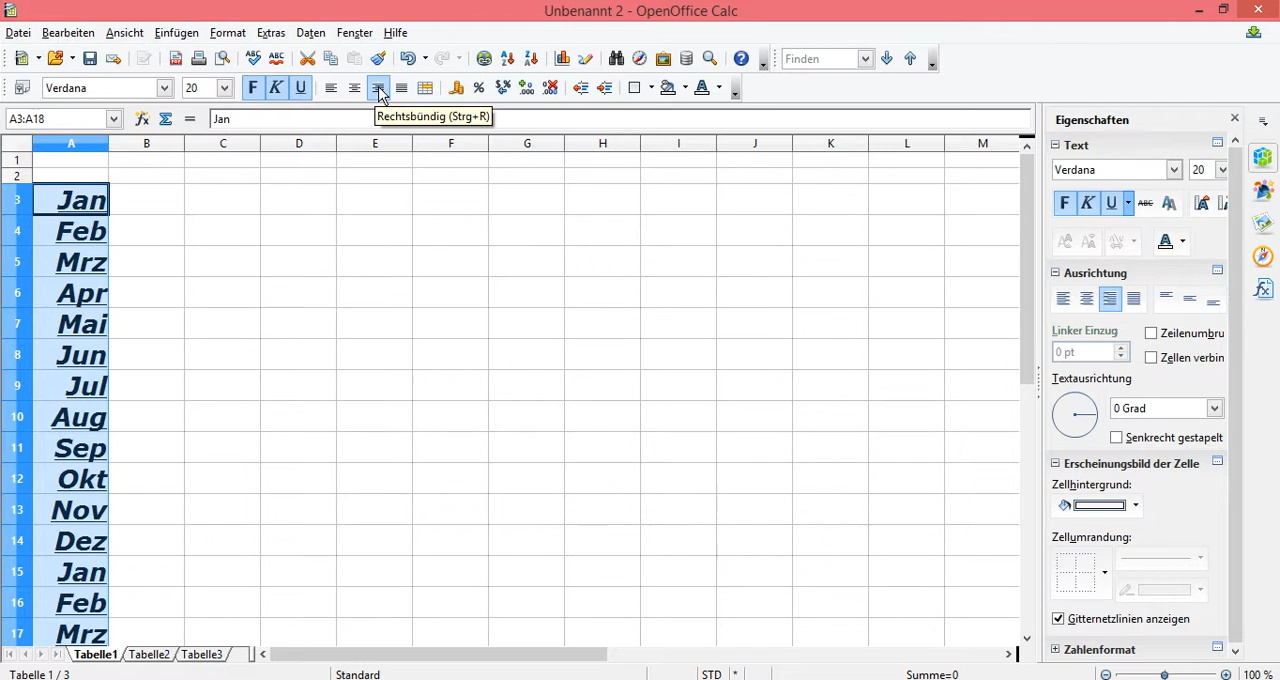 Unbenannt 2 - OpenOffice Calc
Datei Bearbeiten Ansicht Einfügen Format Extras Daten Fenster Hilfe
Finden
Verdana 20 F K U
A3:A18 Jan
Rechtsbündig (Strg+R)
A B C D E F G H I J K L M
1
2
3 Jan
4 Feb
5 Mrz
6 Apr
7 Mai
8 Jun
9 Jul
10 Aug
11 Sep
12 Okt
13 Nov
14 Dez
15 Jan
16 Feb
17 Mrz
Tabelle1 Tabelle2 Tabelle3
Tabelle 1 / 3 Standard STD * Summe=0 100 %
Eigenschaften
Text
Verdana 20
F K U ABC
Ausrichtung
Linker Einzug
0 pt
Zeilenumbru
Zellen verbin
Textausrichtung
0 Grad
Senkrecht gestapelt
Erscheinungsbild der Zelle
Zellhintergrund:
Zellumrandung:
Gitternetzlinien anzeigen
Zahlenformat